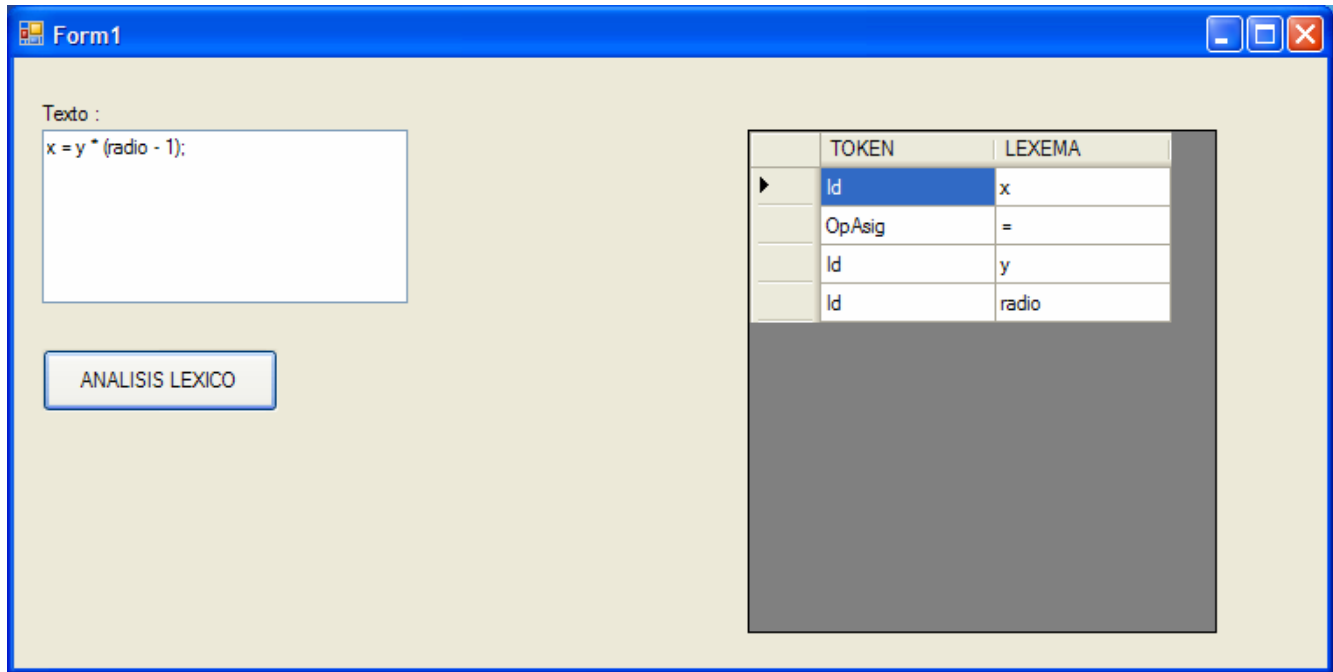 Form1
Texto :
x = y * (radio - 1);
ANALISIS LEXICO
TOKEN LEXEMA
Id x
OpAsig =
Id y
Id radio